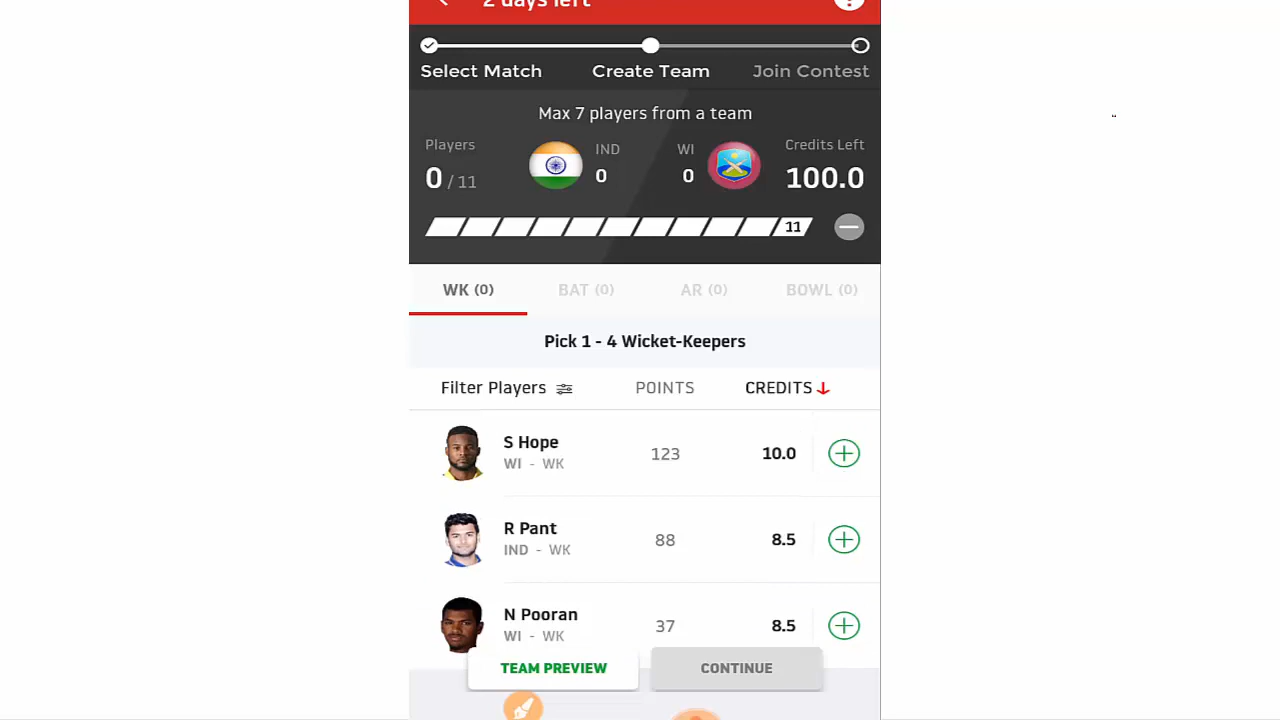 2 days left
Select Match Create Team Join Contest
Max 7 players from a team
Players IND WI Credits Left
0 / 11 0 0 100.0
11
WK (0) BAT (0) AR (0) BOWL (0)
Pick 1 - 4 Wicket-Keepers
Filter Players POINTS CREDITS
S Hope
WI - WK 123 10.0
R Pant
IND - WK 88 8.5
N Pooran
WI - WK 37 8.5
TEAM PREVIEW CONTINUE